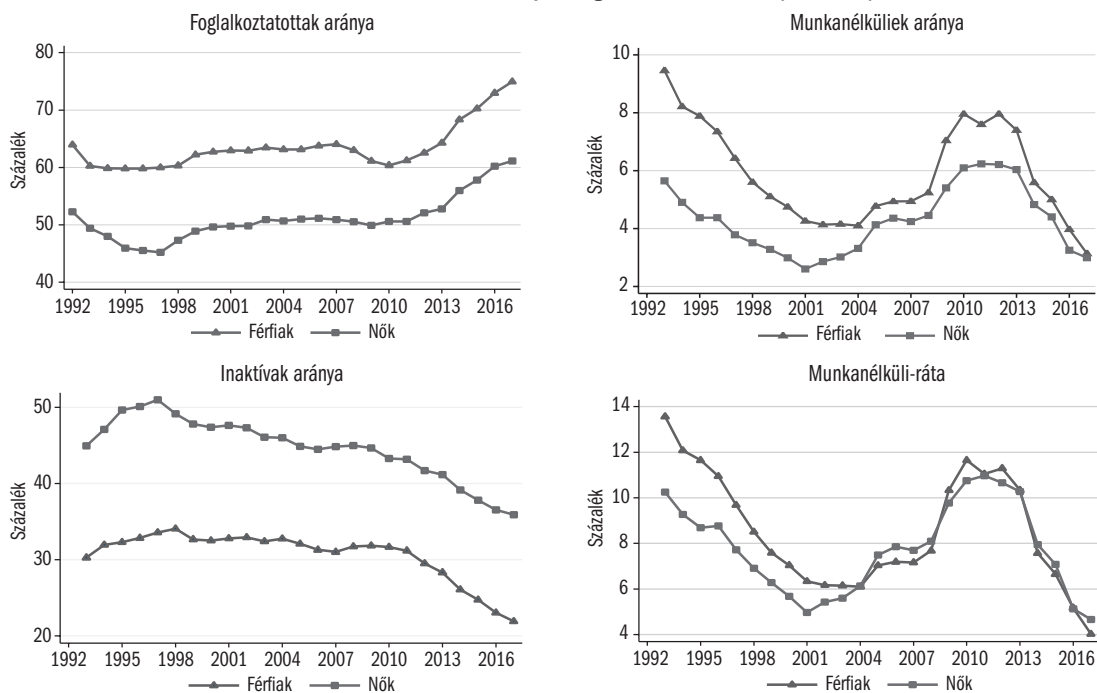 Foglalkoztatottak aránya
80
70
60
50
40
Százalék
1992 1995 1998 2001 2004 2007 2010 2013 2016
Férfiak Nők
Munkanélküliek aránya
10
8
6
4
2
Százalék
1992 1995 1998 2001 2004 2007 2010 2013 2016
Férfiak Nők
Inaktívak aránya
50
40
30
20
Százalék
1992 1995 1998 2001 2004 2007 2010 2013 2016
Férfiak Nők
Munkanélküli-ráta
14
12
10
8
6
4
Százalék
1992 1995 1998 2001 2004 2007 2010 2013 2016
Férfiak Nők